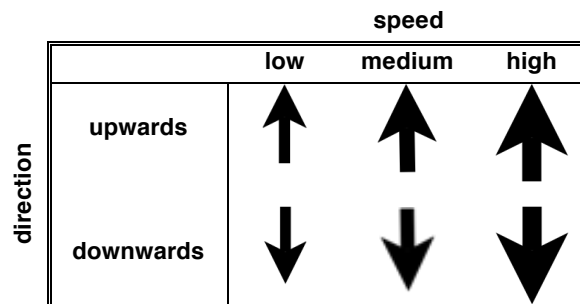 speed
low medium high
direction
upwards
downwards